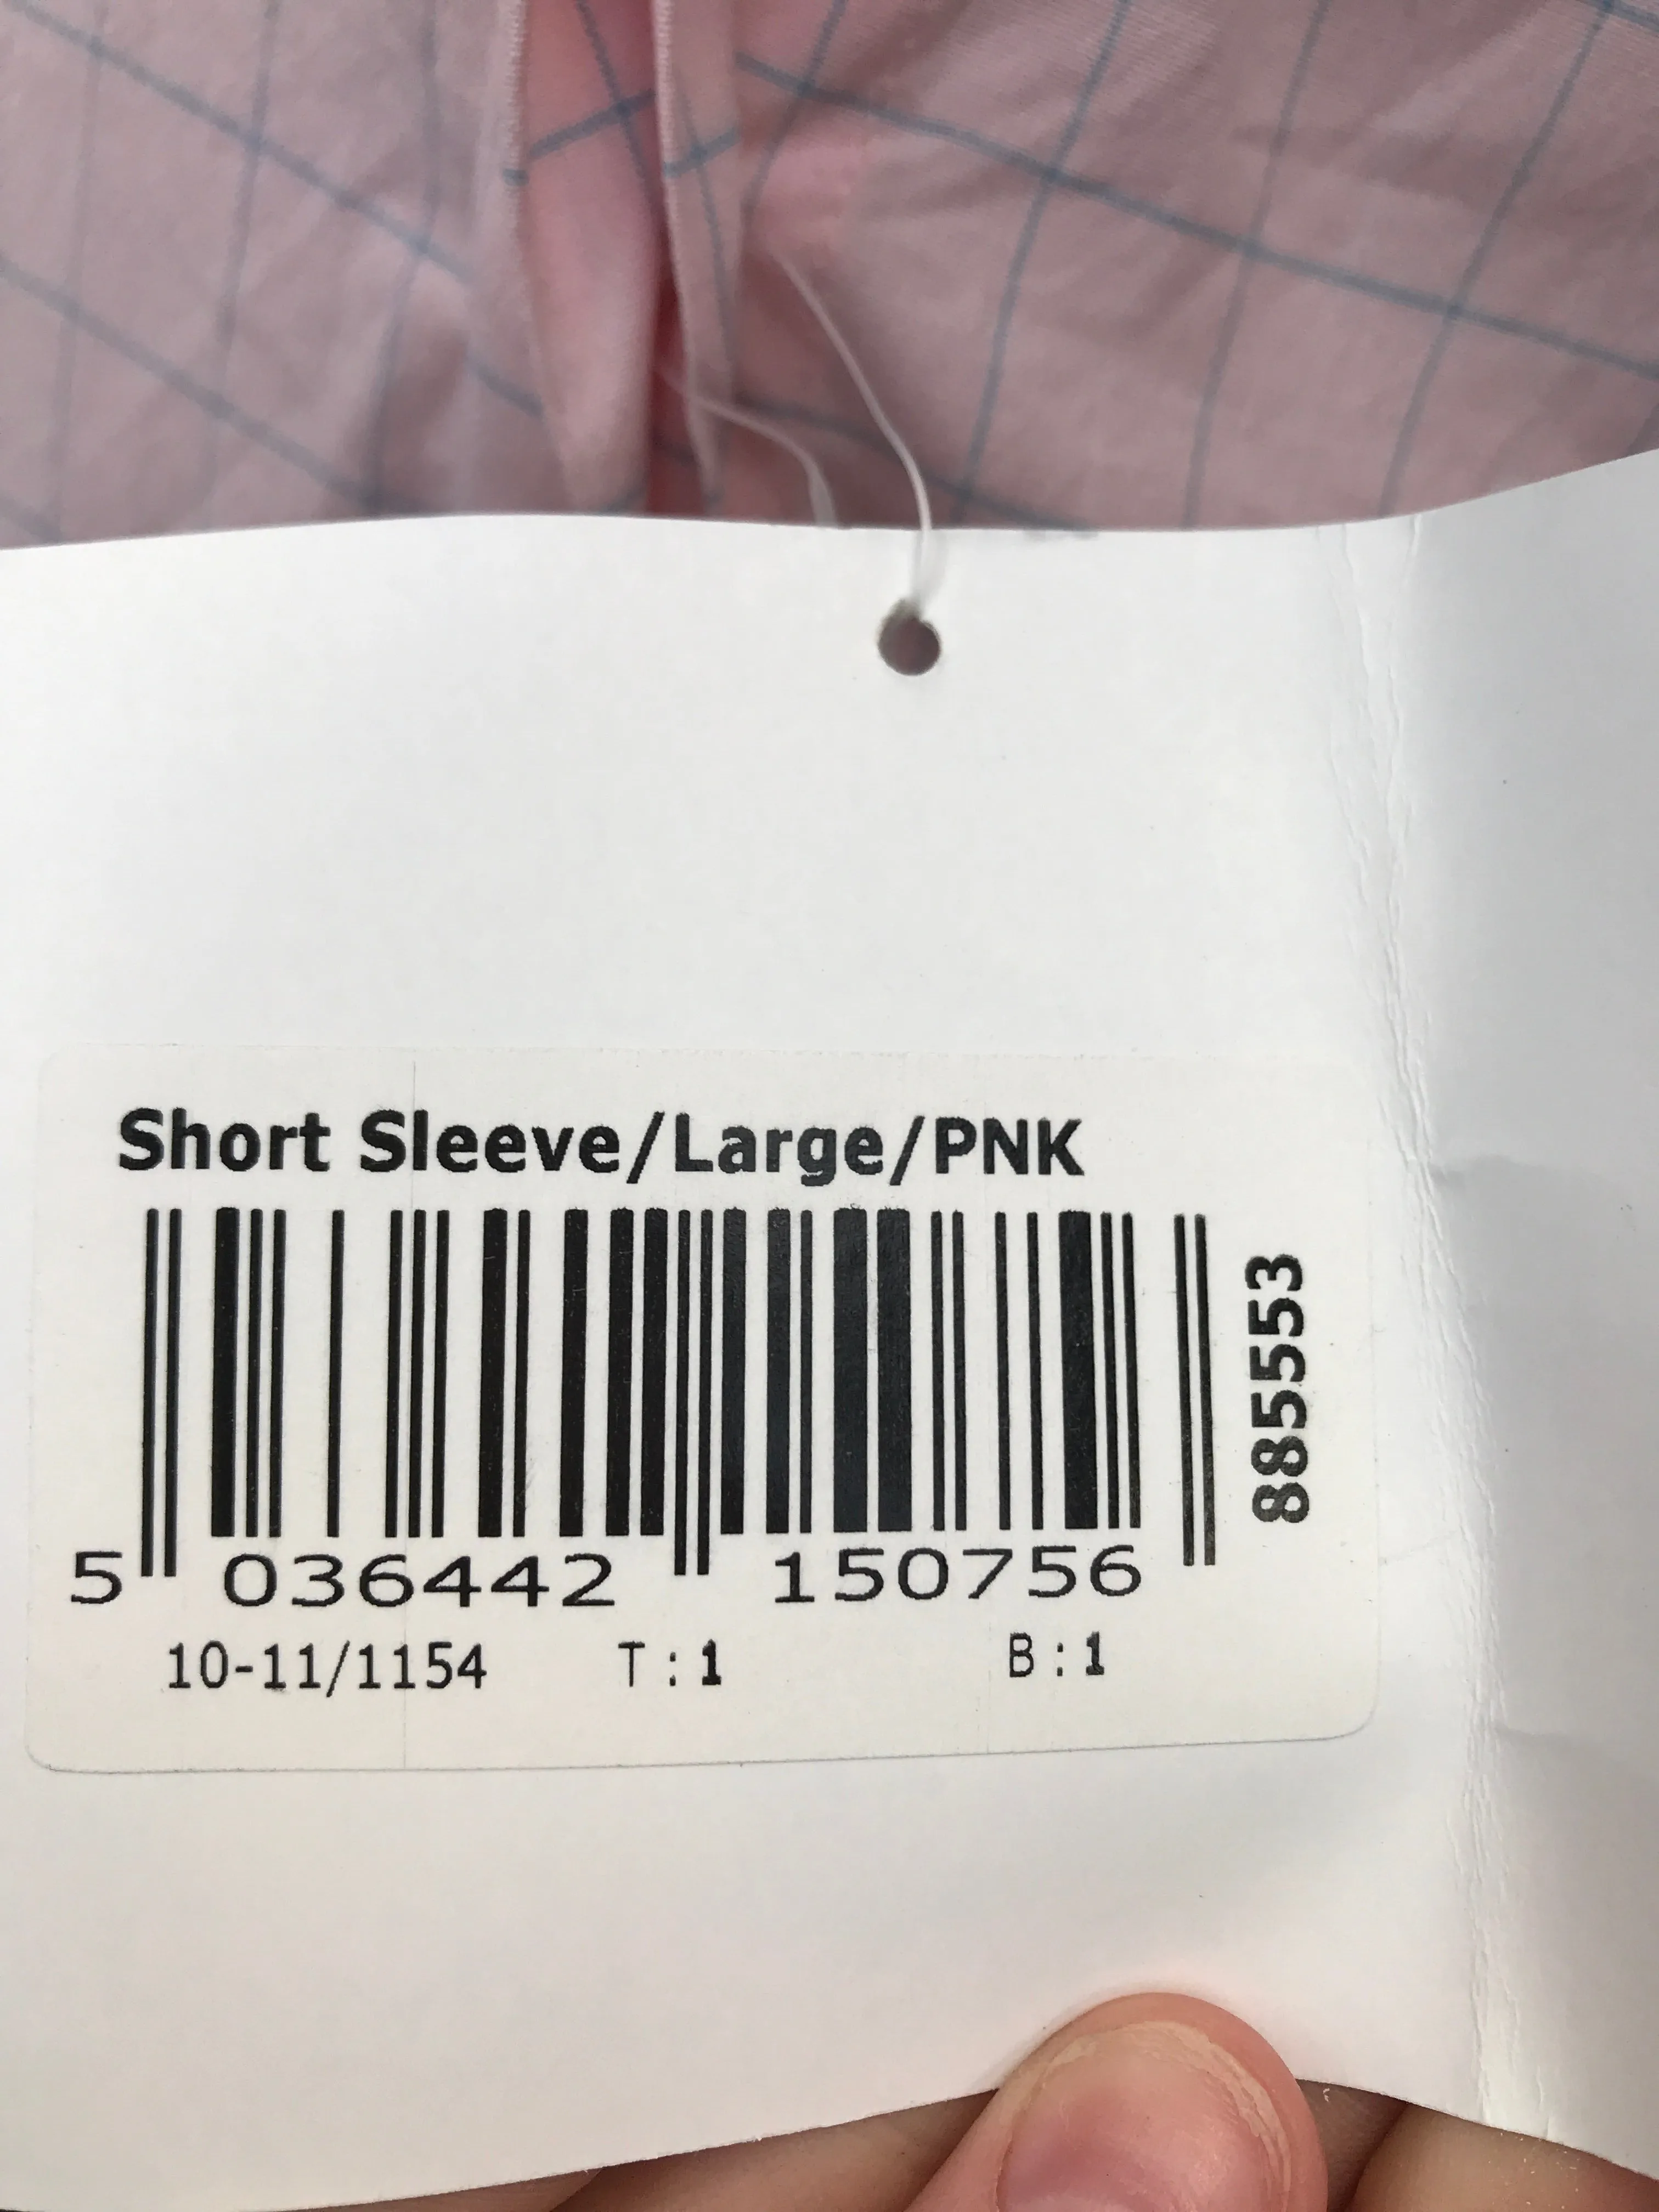 Short Sleeve/Large/PNK
885553
5 036442 150756
10-11/1154 T:1 B:1